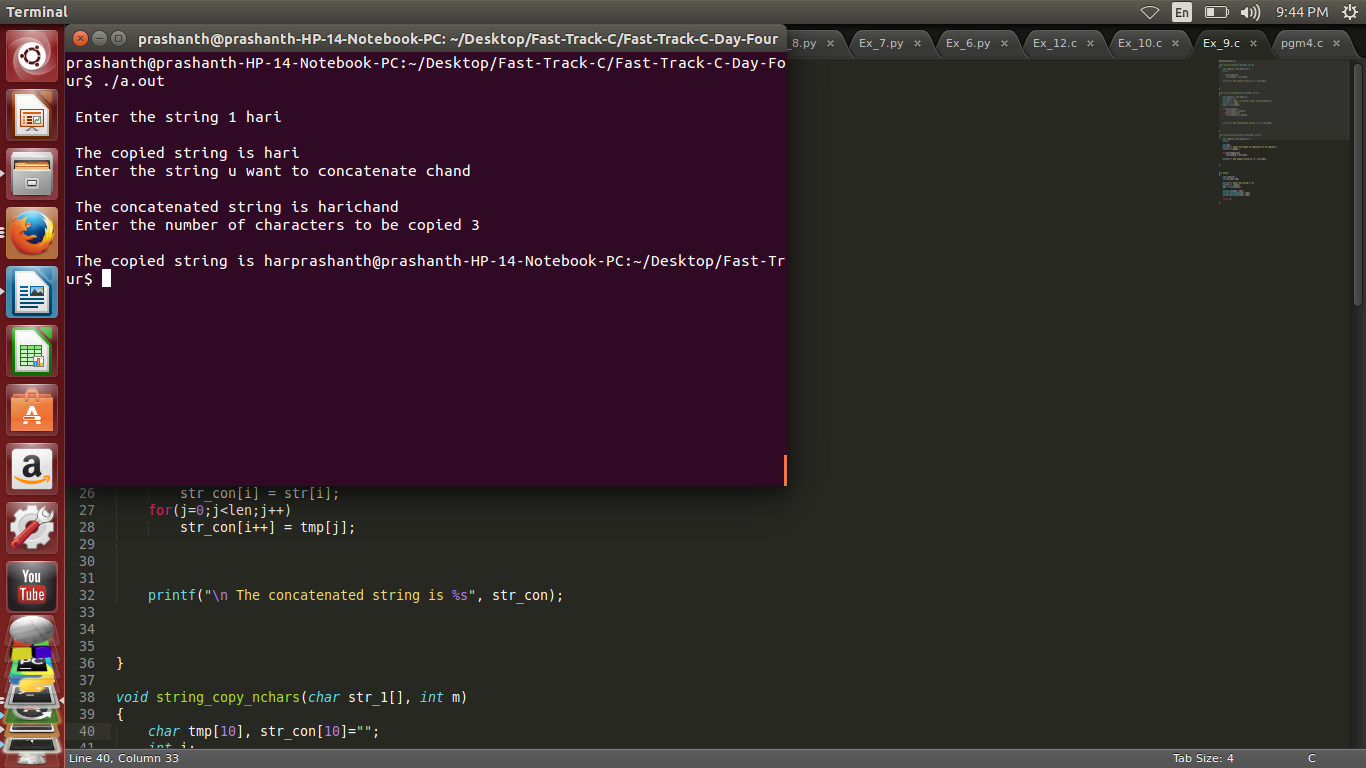 Terminal
En
9:44 PM
prashanth@prashanth-HP-14-Notebook-PC: ~/Desktop/Fast-Track-C/Fast-Track-C-Day-Four
_8.py × Ex_7.py × Ex_6.py × Ex_12.c × Ex_10.c × Ex_9.c × pgm4.c ×
prashanth@prashanth-HP-14-Notebook-PC:~/Desktop/Fast-Track-C/Fast-Track-C-Day-Fo
ur$ ./a.out
Enter the string 1 hari
The copied string is hari
Enter the string u want to concatenate chand
The concatenated string is harichand
Enter the number of characters to be copied 3
The copied string is harprashanth@prashanth-HP-14-Notebook-PC:~/Desktop/Fast-Tr
ur$
26 str_con[i] = str[i];
27 for(j=0;j<len;j++)
28 str_con[i++] = tmp[j];
29
30
31
32 printf("\n The concatenated string is %s", str_con);
33
34
35
36 }
37
38 void string_copy_nchars(char str_1[], int m)
39 {
40 char tmp[10], str_con[10]="";
41 int i;
a
You
Tube
PC
Line 40, Column 33
Tab Size: 4
C